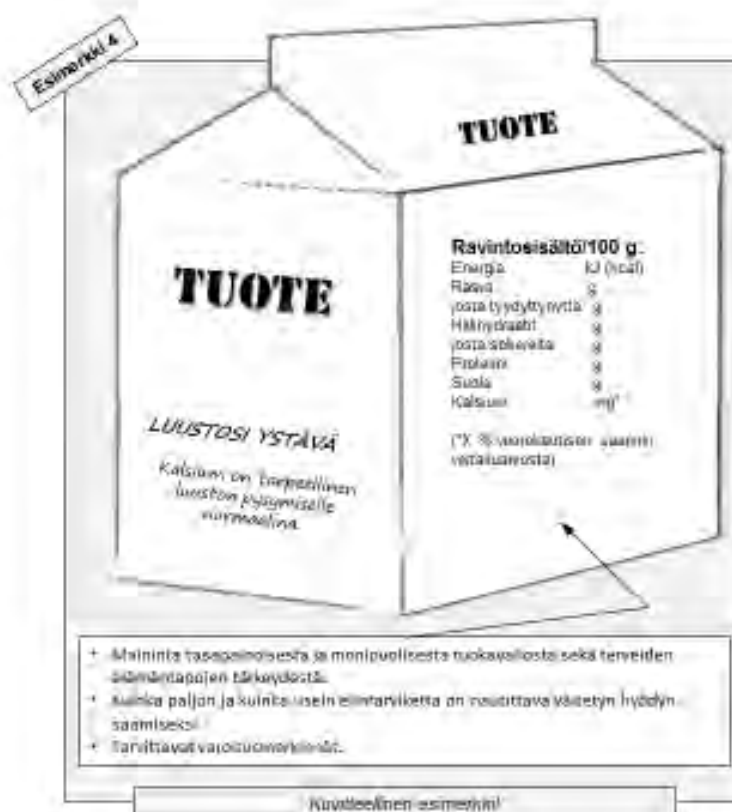 Esimerkki 4
TUOTE
TUOTE
LUUSTOSI YSTÄVÄ
Kalsium on tarpeellinen
luuston pysymiselle
normaalina
Ravintosisältö/100 g:
Energia kJ (kcal)
Rasva g
josta tyydyttynyttä g
Hiilihydraatit g
josta sokereita g
Proteiini g
Suola g
Kalsium mg*
(*X % vuorokautisen saannin
vertailuarvosta)
• Maininta tasapainoisesta ja monipuolisesta ruokavaliosta sekä terveiden
elämäntapojen tärkeydestä.
• Kuinka paljon ja kuinka usein elintarviketta on nautittava väitetyn hyödyn
saamiseksi
• Tarvittavat varoitusmerkinnät.
Kuvitteellinen esimerkki